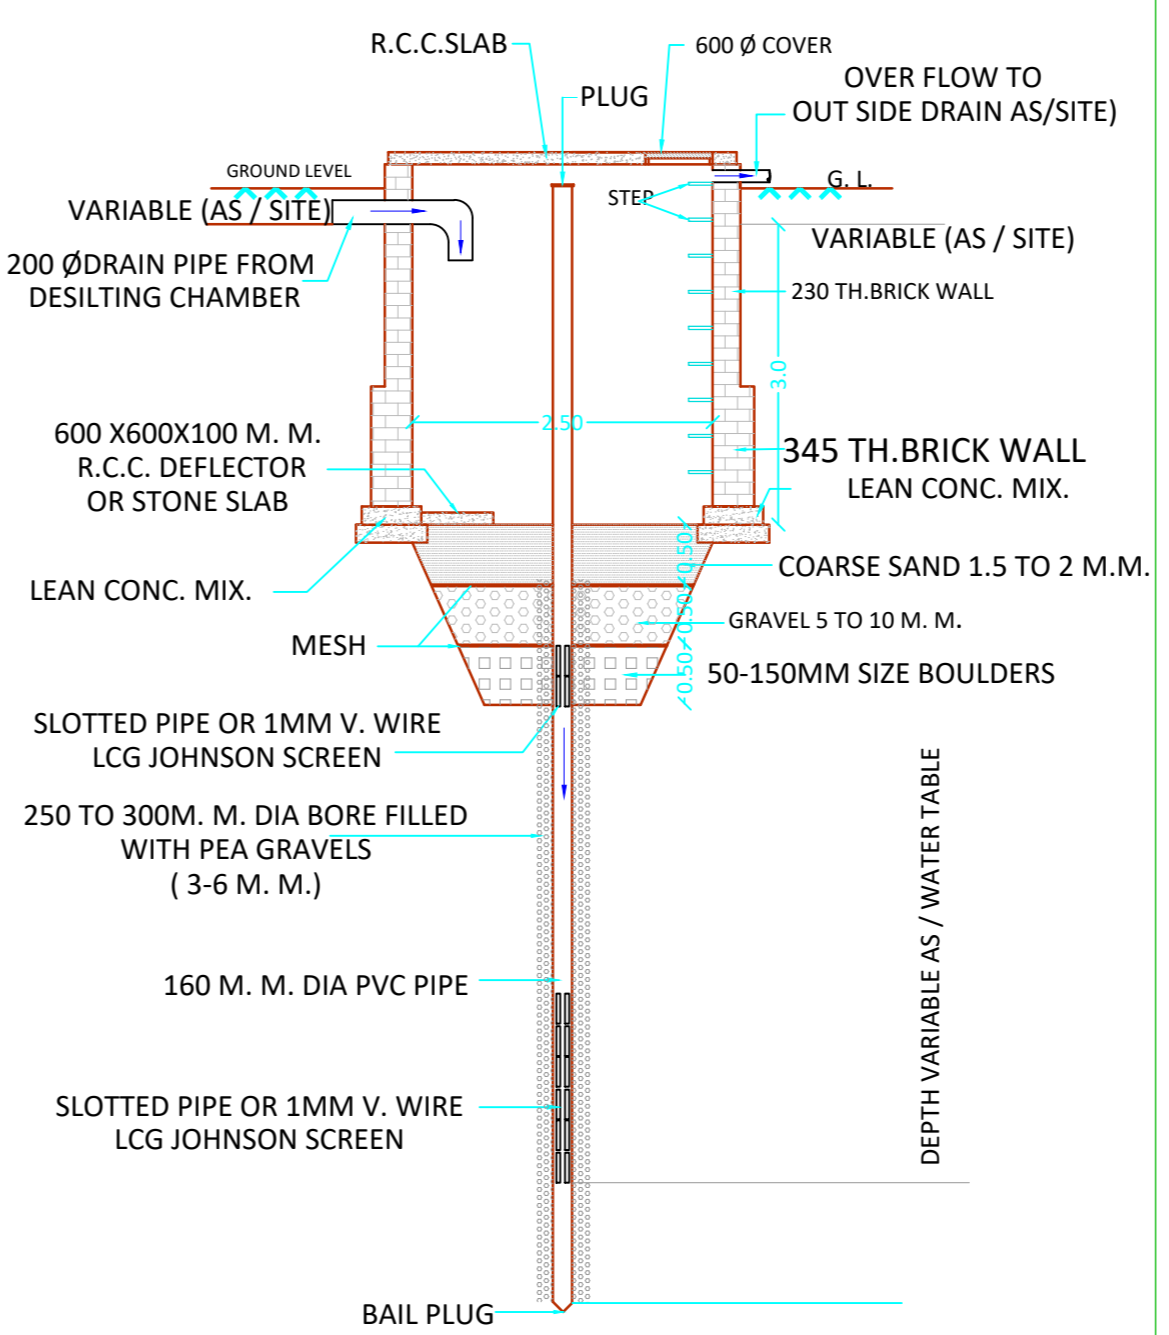 R.C.C.SLAB
600 Ø COVER
PLUG
OVER FLOW TO
OUT SIDE DRAIN AS/SITE)
GROUND LEVEL
G. L.
STEP
VARIABLE (AS / SITE)
VARIABLE (AS / SITE)
200 ØDRAIN PIPE FROM
DESILTING CHAMBER
230 TH.BRICK WALL
3.0
2.50
600 X600X100 M. M.
R.C.C. DEFLECTOR
OR STONE SLAB
345 TH.BRICK WALL
LEAN CONC. MIX.
0.50
COARSE SAND 1.5 TO 2 M.M.
LEAN CONC. MIX.
0.50
GRAVEL 5 TO 10 M. M.
MESH
0.50
50-150MM SIZE BOULDERS
SLOTTED PIPE OR 1MM V. WIRE
LCG JOHNSON SCREEN
250 TO 300M. M. DIA BORE FILLED
WITH PEA GRAVELS
( 3-6 M. M.)
DEPTH VARIABLE AS / WATER TABLE
160 M. M. DIA PVC PIPE
SLOTTED PIPE OR 1MM V. WIRE
LCG JOHNSON SCREEN
BAIL PLUG